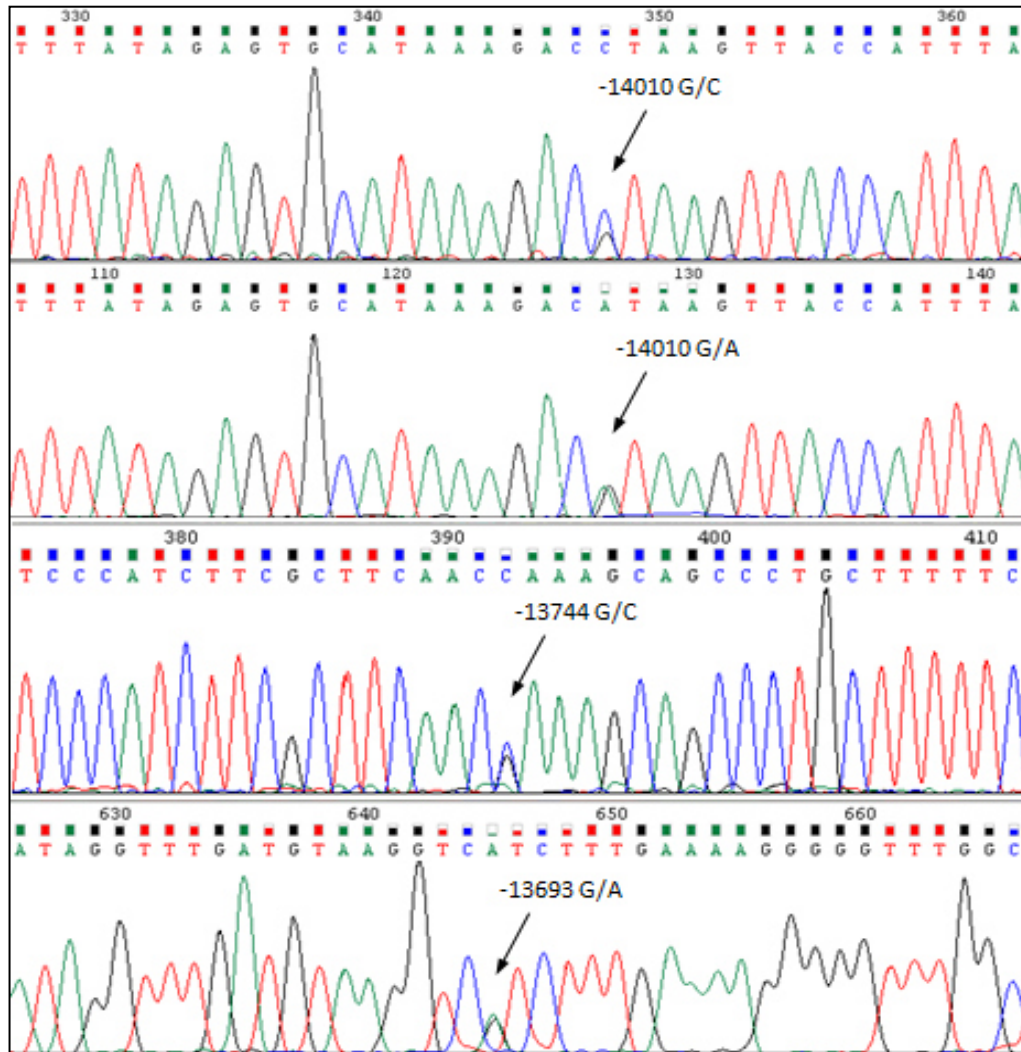 330 340 350 360
T T T A T A G A G T G C A T A A A G A C C T A A G T T A C C A T T T A
-14010 G/C
110 120 130 140
T T T A T A G A G T G C A T A A A G A C A T A A G T T A C C A T T T A
-14010 G/A
380 390 400 410
T C C C A T C T T C G C T T C A A C C A A A G C A G C C C T G C T T T T T C
-13744 G/C
630 640 650 660
A T A G G T T T G A T G T A A G G T C A T C T T T G A A A A G G G G G T T T G G C
-13693 G/A